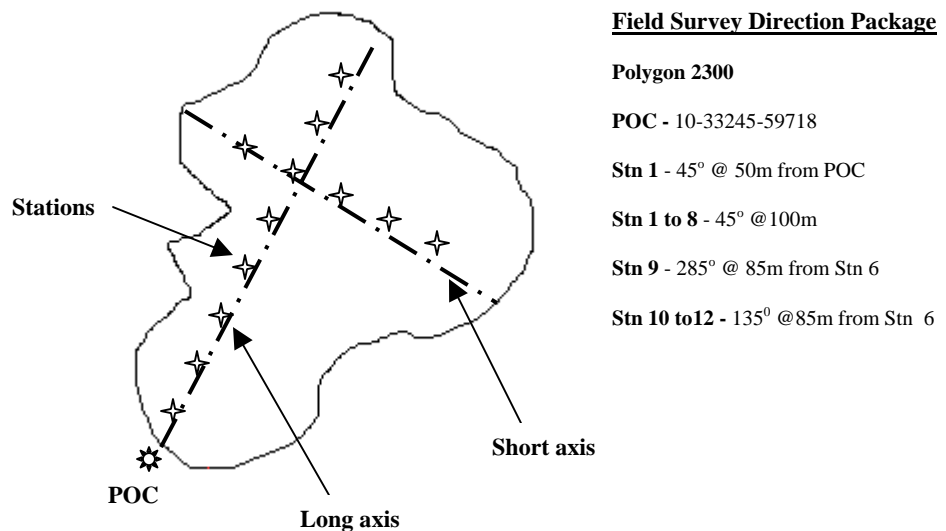 Field Survey Direction Package
Polygon 2300
POC - 10-33245-59718
Stn 1 - 45° @ 50m from POC
Stn 1 to 8 - 45° @100m
Stn 9 - 285° @ 85m from Stn 6
Stn 10 to12 - 135⁰ @85m from Stn 6
Stations
Short axis
POC
Long axis